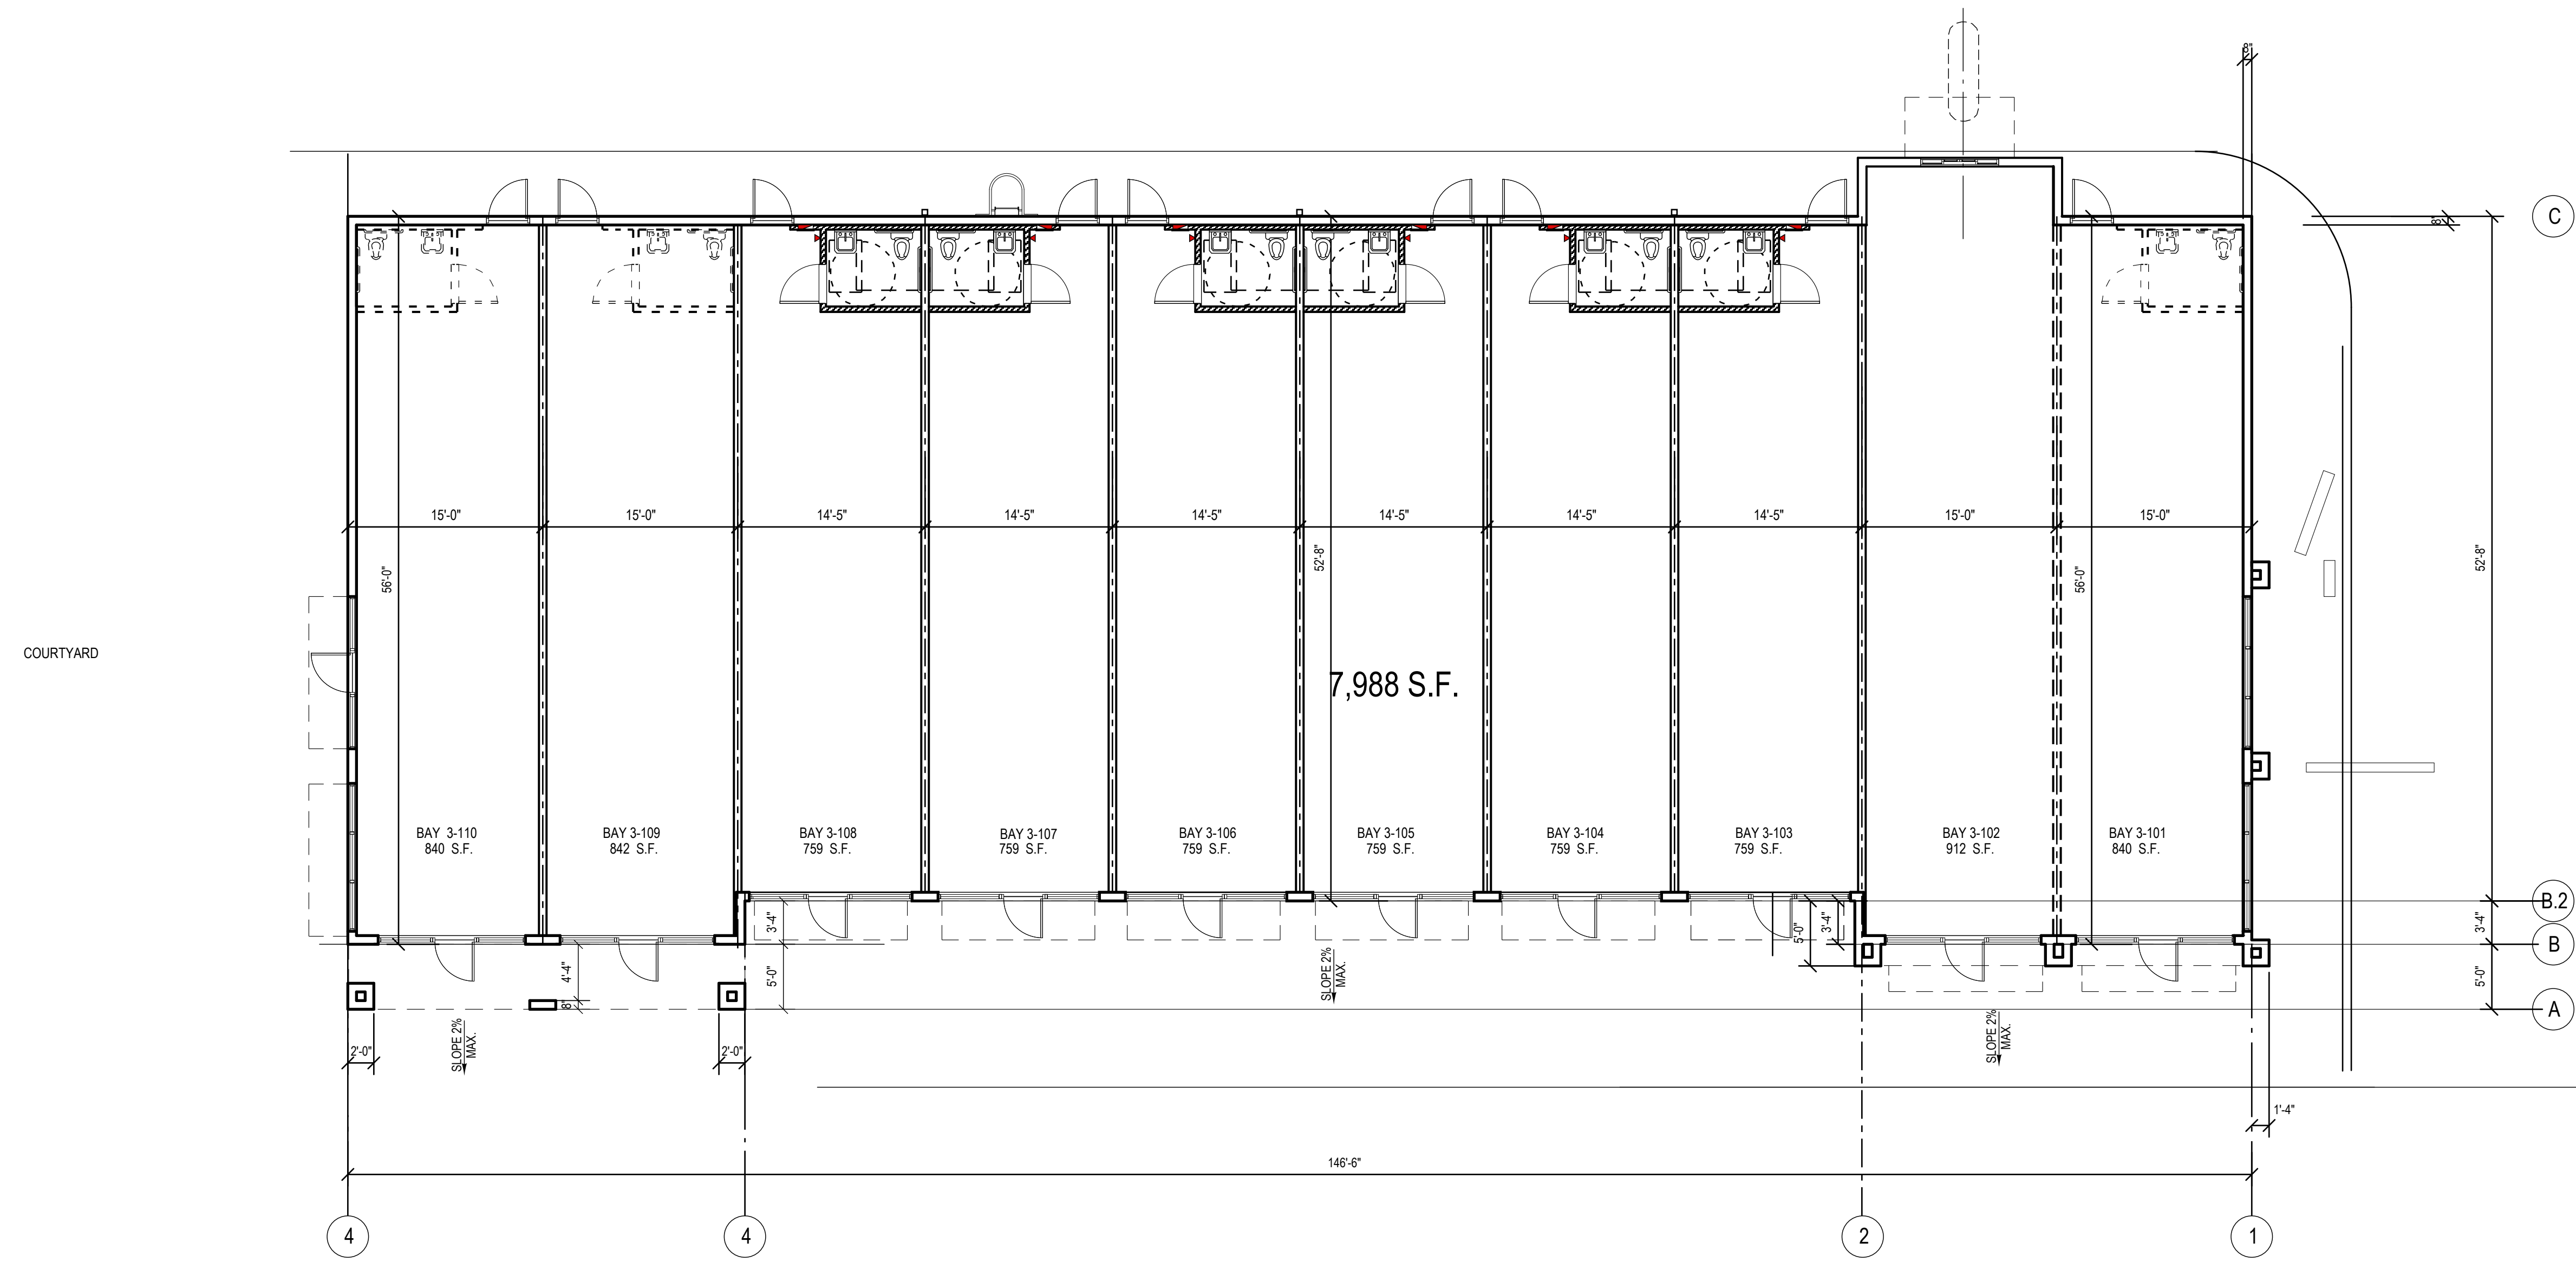 8"
C
8"
15'-0"
15'-0"
14'-5"
14'-5"
14'-5"
14'-5"
14'-5"
14'-5"
15'-0"
15'-0"
56'-0"
52'-8"
56'-0"
52'-8"
COURTYARD
7,988 S.F.
BAY 3-110
840 S.F.
BAY 3-109
842 S.F.
BAY 3-108
759 S.F.
BAY 3-107
759 S.F.
BAY 3-106
759 S.F.
BAY 3-105
759 S.F.
BAY 3-104
759 S.F.
BAY 3-103
759 S.F.
BAY 3-102
912 S.F.
BAY 3-101
840 S.F.
B.2
3'-4"
5'-0"
3'-4"
3'-4"
B
4'-4"
8"
5'-0"
SLOPE 2%
MAX.
5'-0"
A
2'-0"
SLOPE 2%
MAX.
2'-0"
SLOPE 2%
MAX.
1'-4"
146'-6"
4
4
2
1